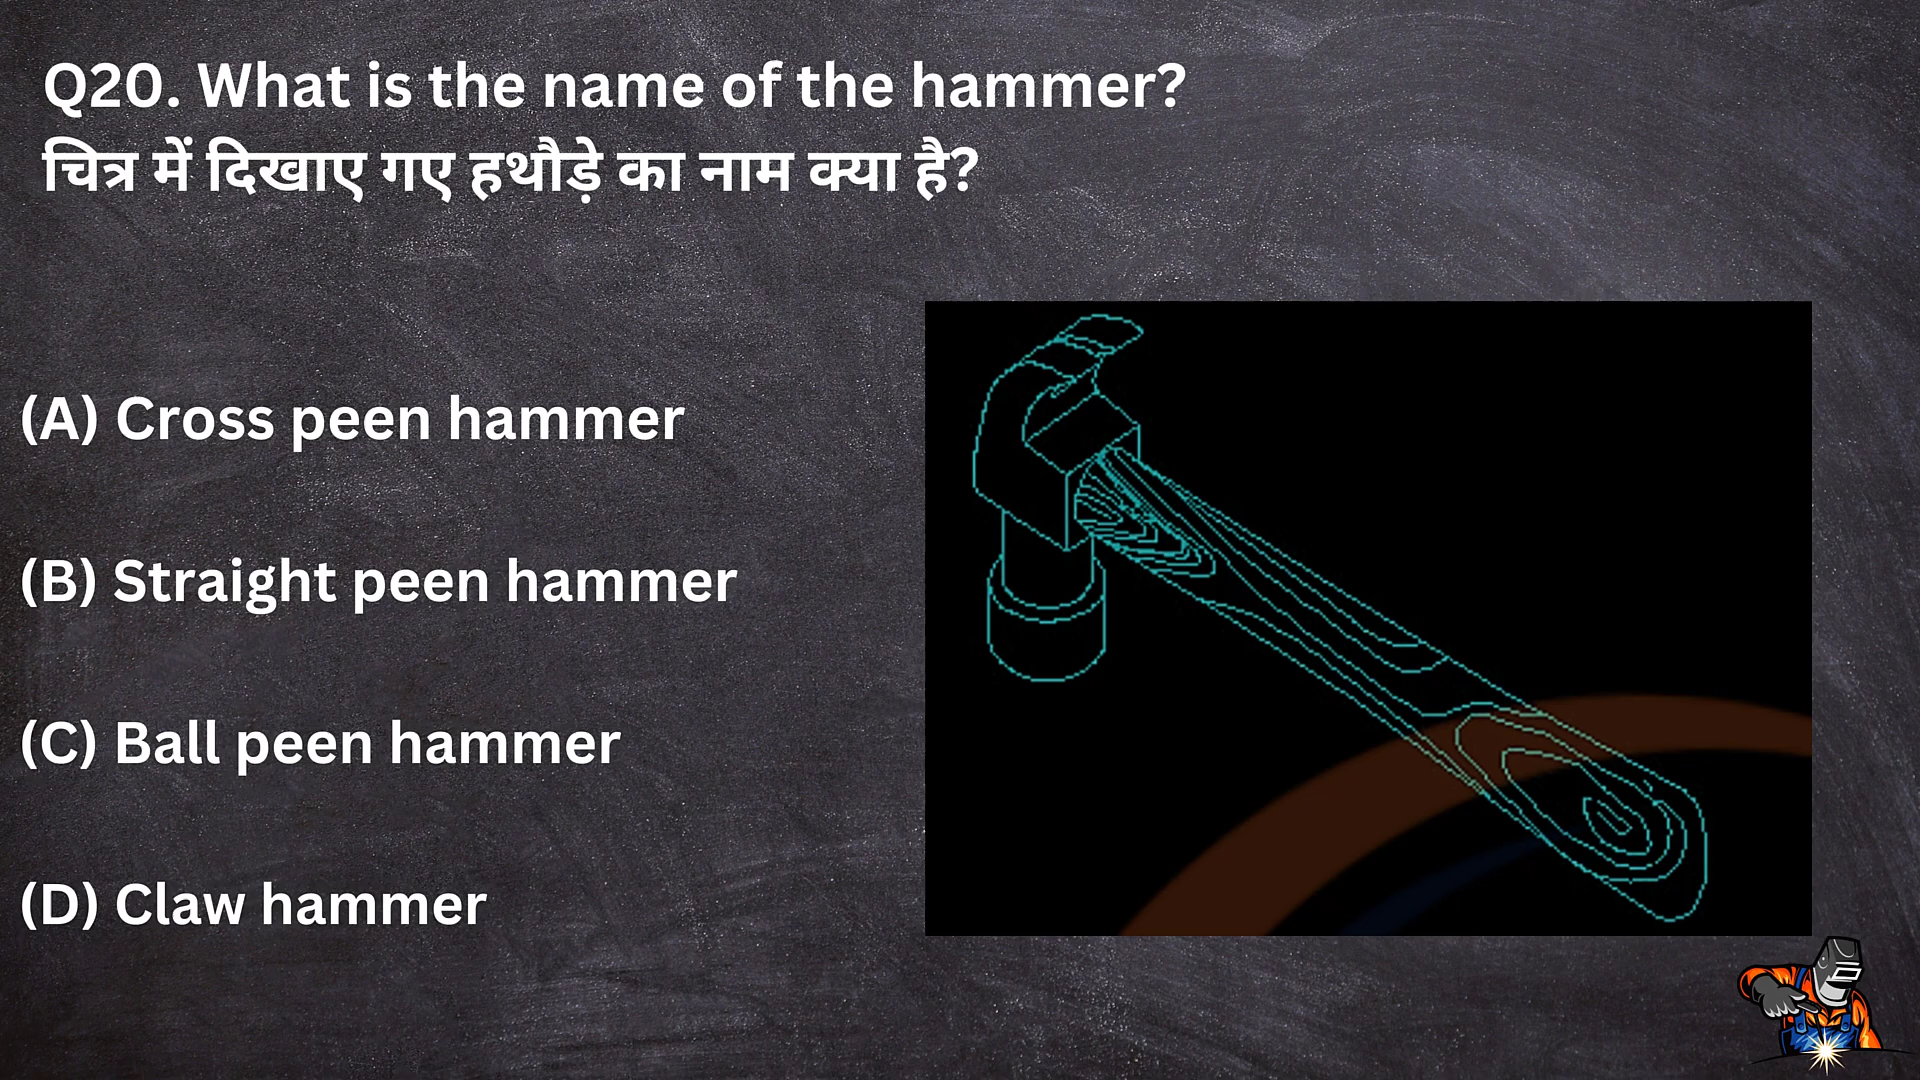 Q20. What is the name of the hammer?
चित्र में दिखाए गए हथौड़े का नाम क्या है?
(A) Cross peen hammer
(B) Straight peen hammer
(C) Ball peen hammer
(D) Claw hammer